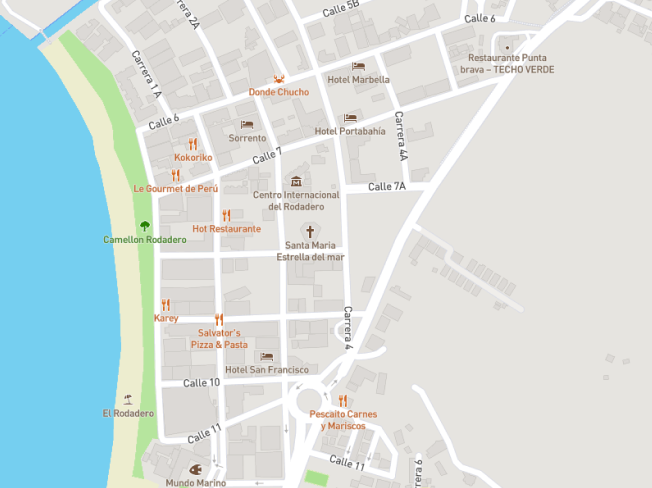 Calle 5B
Calle 6
Carrera 2A
Restaurante Punta
brava – TECHO VERDE
Carrera 1A
Hotel Marbella
Donde Chucho
Calle 6
Hotel Portabahía
Carrera 4A
Sorrento
Kokoriko
Calle 7
Le Gourmet de Perú
Calle 7A
Centro Internacional
del Rodadero
Hot Restaurante
Camellon Rodadero
Santa Maria
Estrella del mar
Karey
Carrera 4
Salvator's
Pizza & Pasta
Hotel San Francisco
Calle 10
El Rodadero
Pescaito Carnes
y Mariscos
Calle 11
Calle 11
Mundo Marino